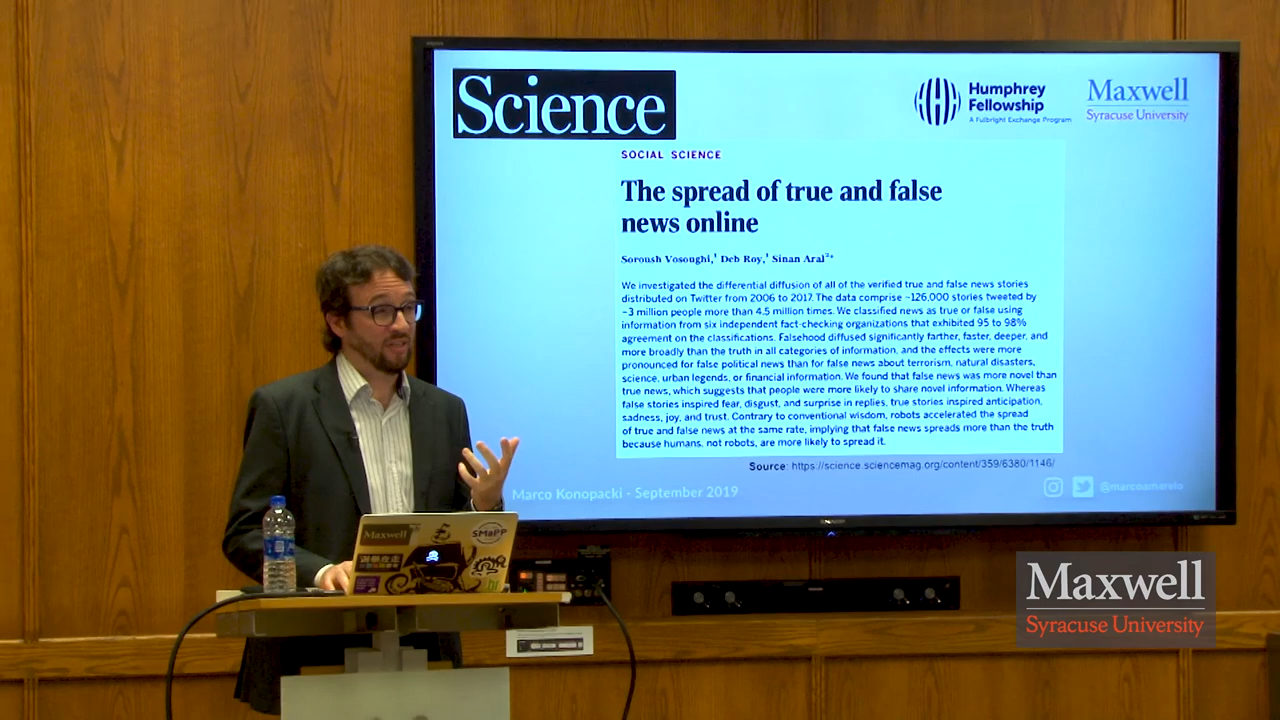 Science
Humphrey
Fellowship
A Fulbright Exchange Program
Maxwell
Syracuse University
SOCIAL SCIENCE
The spread of true and false
news online
Soroush Vosoughi,¹ Deb Roy,¹ Sinan Aral²*
We investigated the differential diffusion of all of the verified true and false news stories
distributed on Twitter from 2006 to 2017. The data comprise ~126,000 stories tweeted by
~3 million people more than 4.5 million times. We classified news as true or false using
information from six independent fact-checking organizations that exhibited 95 to 98%
agreement on the classifications. Falsehood diffused significantly farther, faster, deeper, and
more broadly than the truth in all categories of information, and the effects were more
pronounced for false political news than for false news about terrorism, natural disasters,
science, urban legends, or financial information. We found that false news was more novel than
true news, which suggests that people were more likely to share novel information. Whereas
false stories inspired fear, disgust, and surprise in replies, true stories inspired anticipation,
sadness, joy, and trust. Contrary to conventional wisdom, robots accelerated the spread
of true and false news at the same rate, implying that false news spreads more than the truth
because humans, not robots, are more likely to spread it.
Source: https://science.sciencemag.org/content/359/6380/1146/
Marco Konopacki - September 2019
@marcoamarelo
Maxwell
SMaPP
Maxwell
Syracuse University